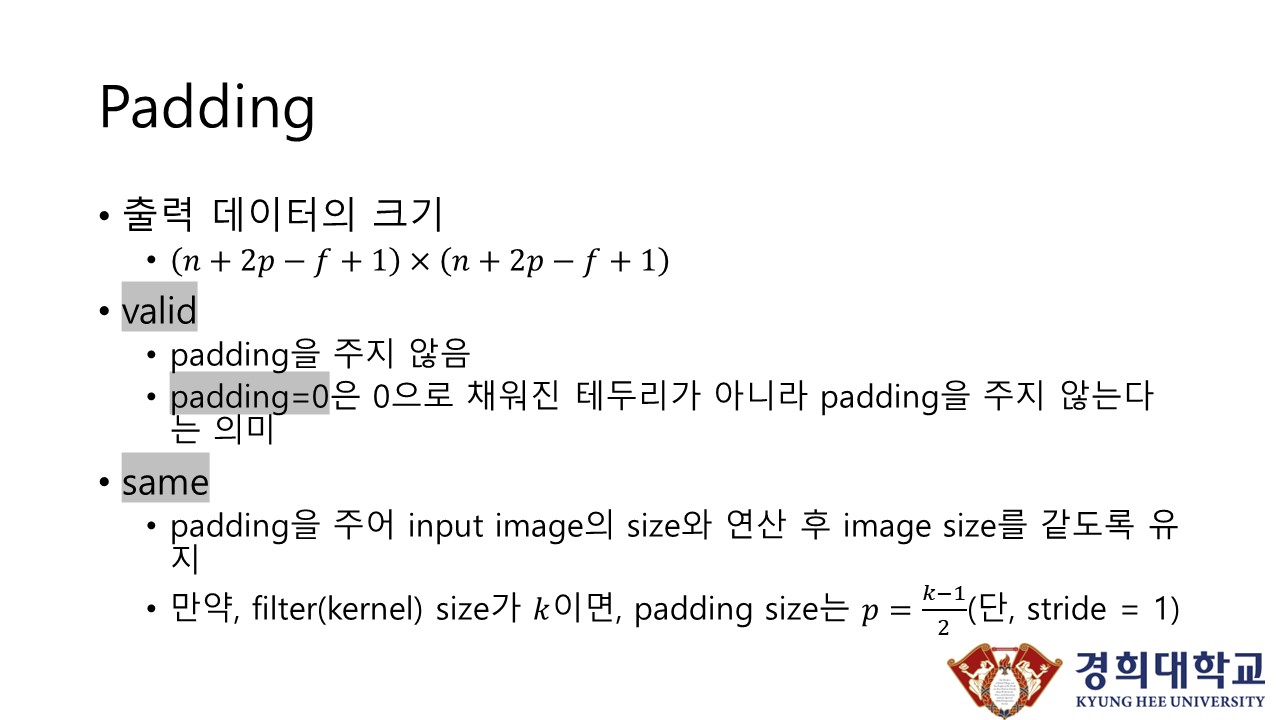 Padding
• 출력 데이터의 크기
• (𝑛 + 2𝑝 − 𝑓 + 1) × (𝑛 + 2𝑝 − 𝑓 + 1)
• valid
• padding을 주지 않음
• padding=0은 0으로 채워진 테두리가 아니라 padding을 주지 않는다
는 의미
• same
• padding을 주어 input image의 size와 연산 후 image size를 같도록 유
지
• 만약, filter(kernel) size가 𝑘이면, padding size는 𝑝 = (𝑘−1)/2(단, stride = 1)
경희대학교
KYUNG HEE UNIVERSITY